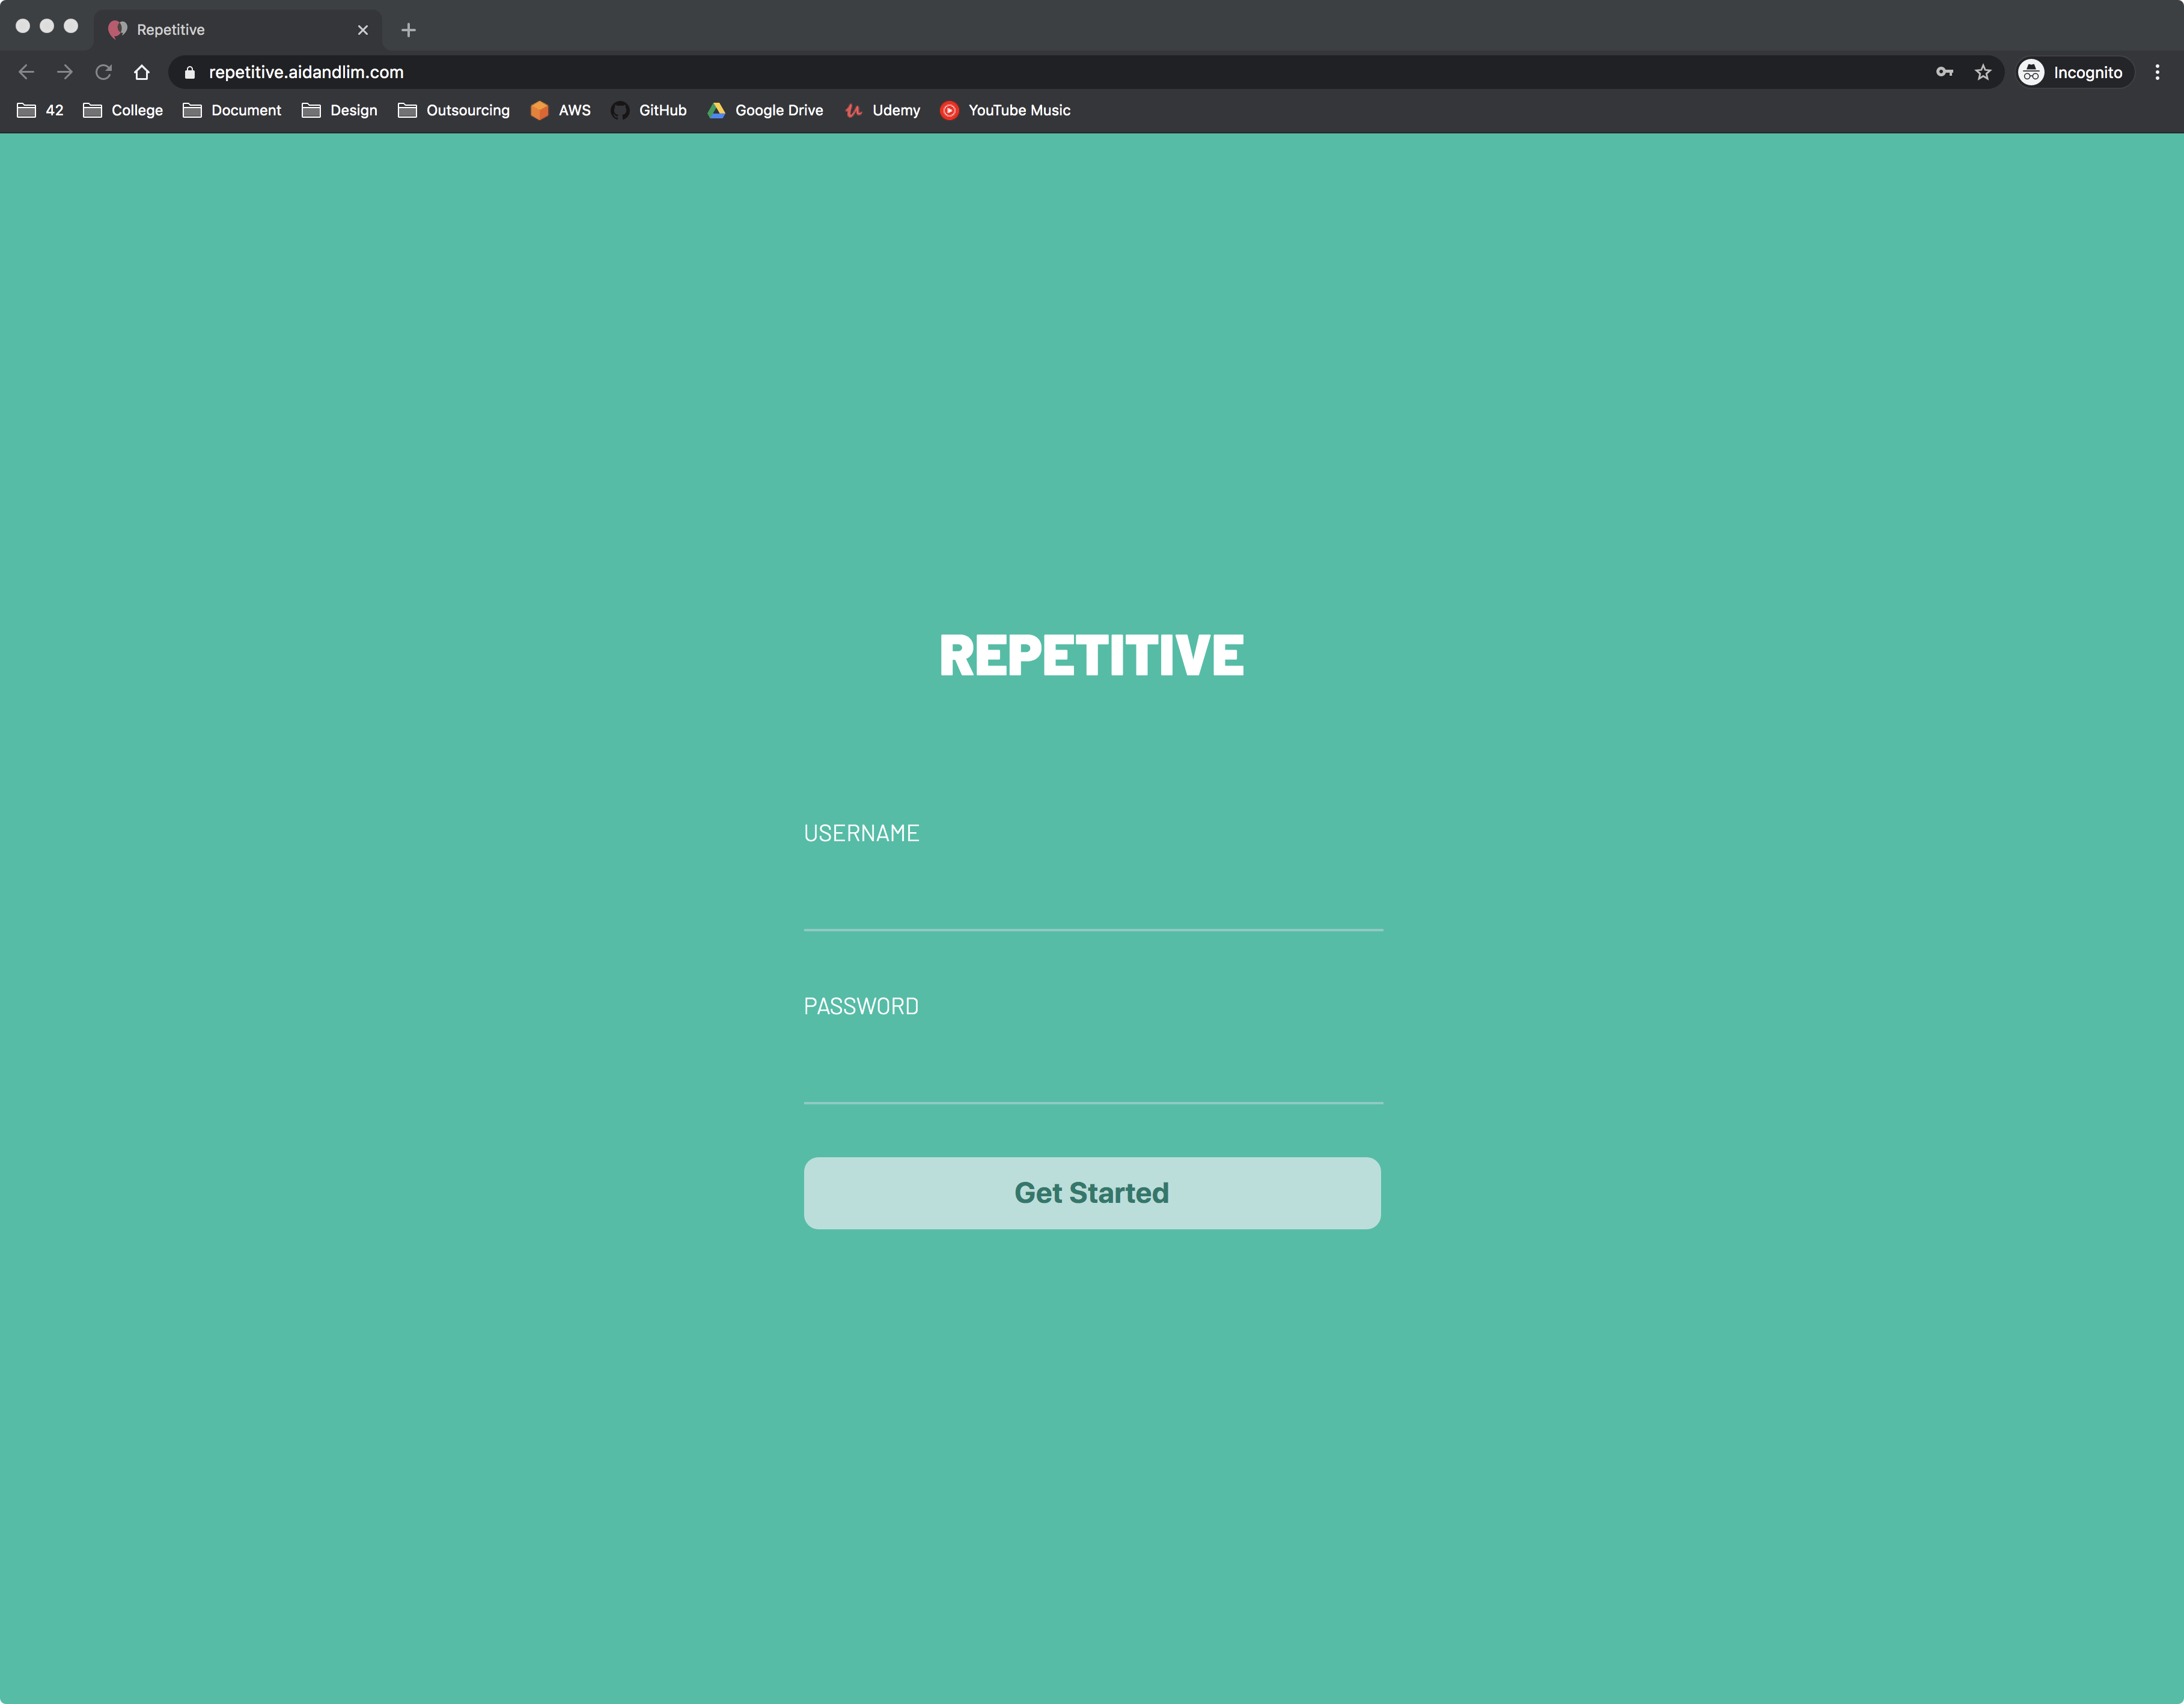 Repetitive
repetitive.aidandlim.com
Incognito
42 College Document Design Outsourcing AWS GitHub Google Drive Udemy YouTube Music
REPETITIVE
USERNAME
PASSWORD
Get Started